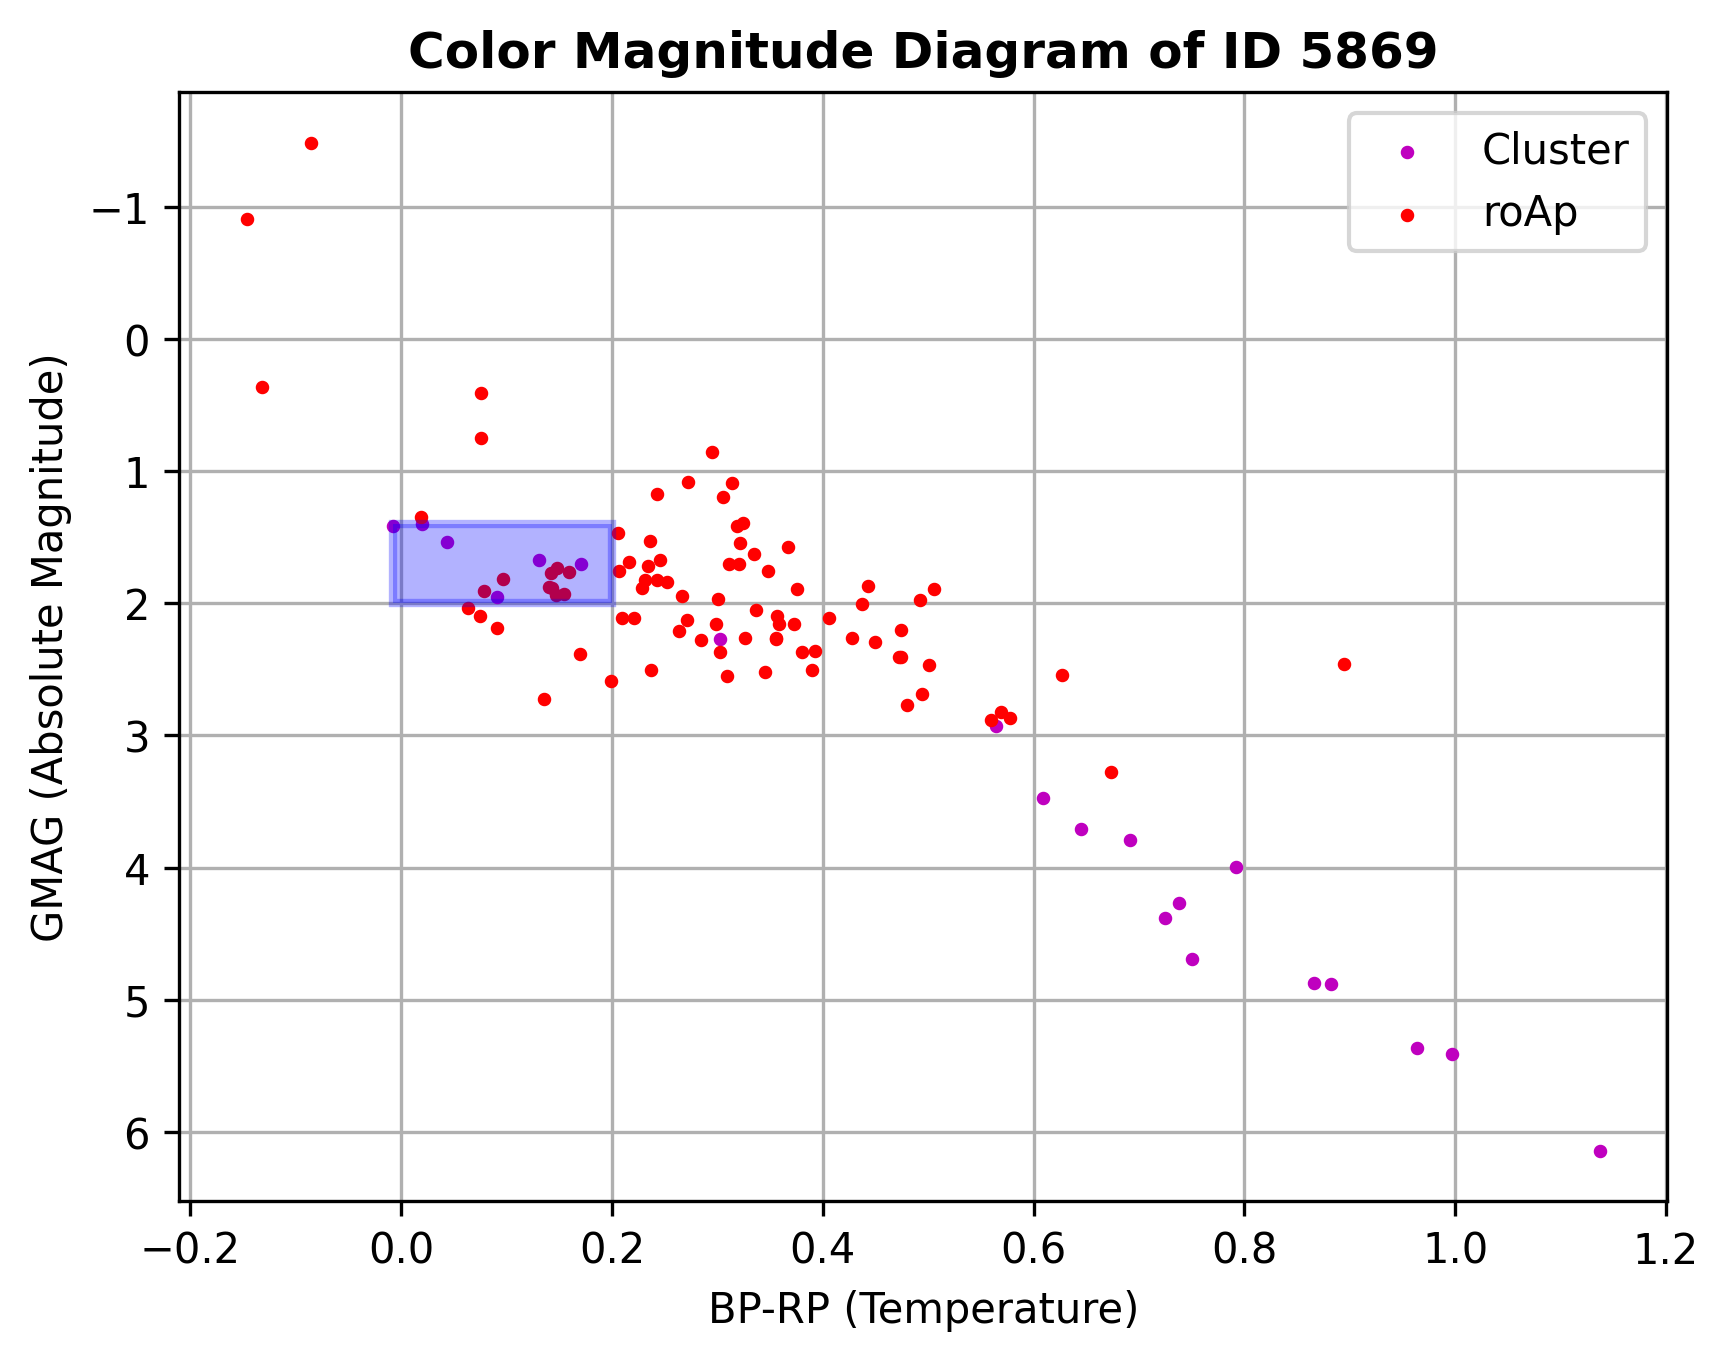 Color Magnitude Diagram of ID 5869
Cluster
roAp
GMAG (Absolute Magnitude)
−1
0
1
2
3
4
5
6
−0.2 0.0 0.2 0.4 0.6 0.8 1.0 1.2
BP-RP (Temperature)